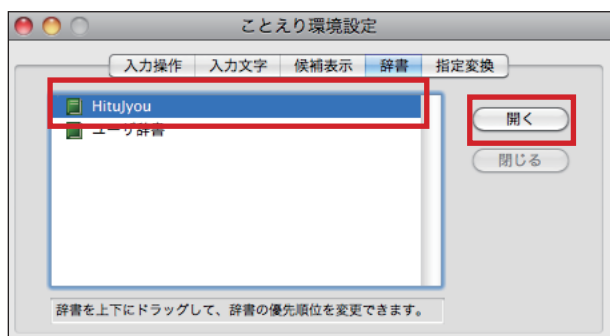 ことえり環境設定
入力操作 入力文字 候補表示 辞書 指定変換
HituJyou
ユーザ辞書
開く
閉じる
辞書を上下にドラッグして、辞書の優先順位を変更できます。